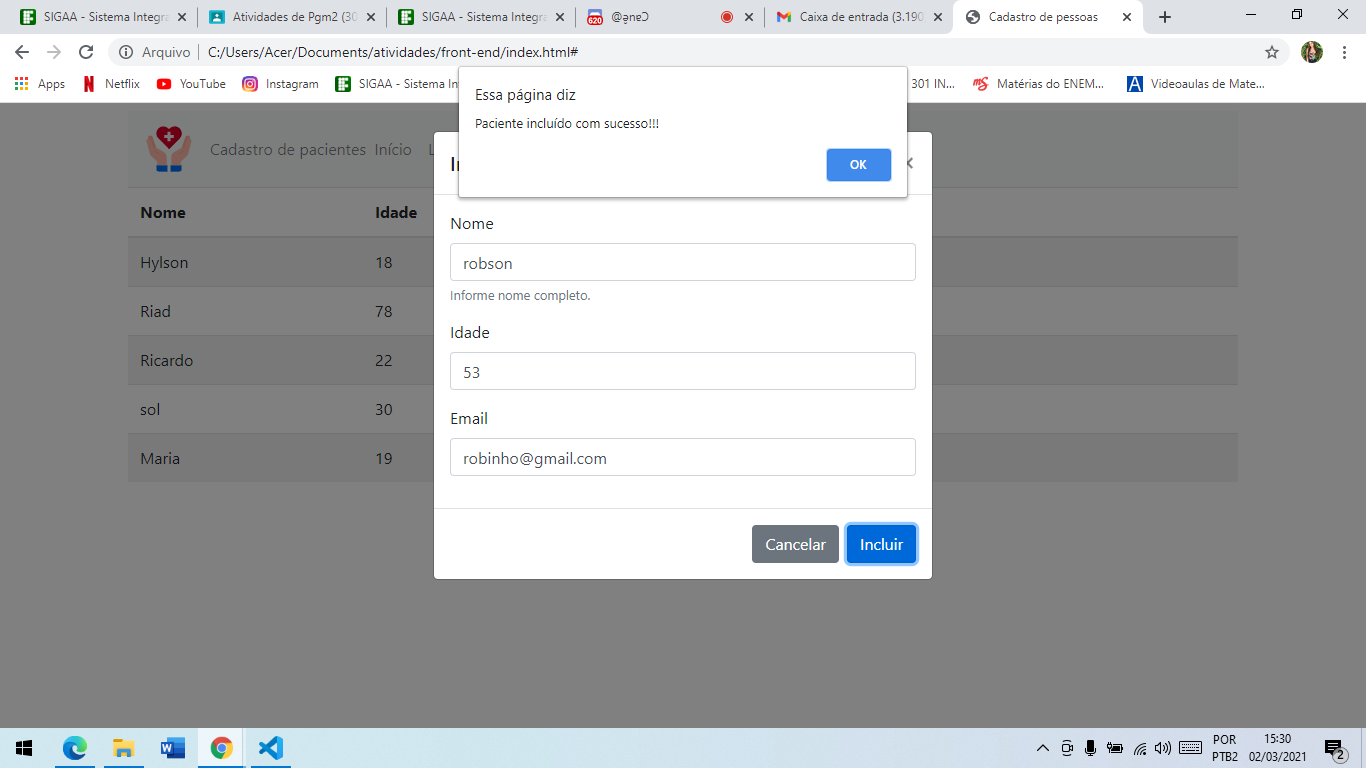 SIGAA - Sistema Integra
Atividades de Pgm2 (30
SIGAA - Sistema Integra
620
@ǝnɐƆ
Caixa de entrada (3.190
Cadastro de pessoas
Arquivo
C:/Users/Acer/Documents/atividades/front-end/index.html#
Apps
Netflix
YouTube
Instagram
SIGAA - Sistema In
301 IN...
mS
Matérias do ENEM...
A
Videoaulas de Mate...
Essa página diz
Paciente incluído com sucesso!!!
OK
Cadastro de pacientes Início L
Nome Idade
Hylson 18
Riad 78
Ricardo 22
sol 30
Maria 19
Nome
robson
Informe nome completo.
Idade
53
Email
robinho@gmail.com
Cancelar
Incluir
POR
PTB2
15:30
02/03/2021
2